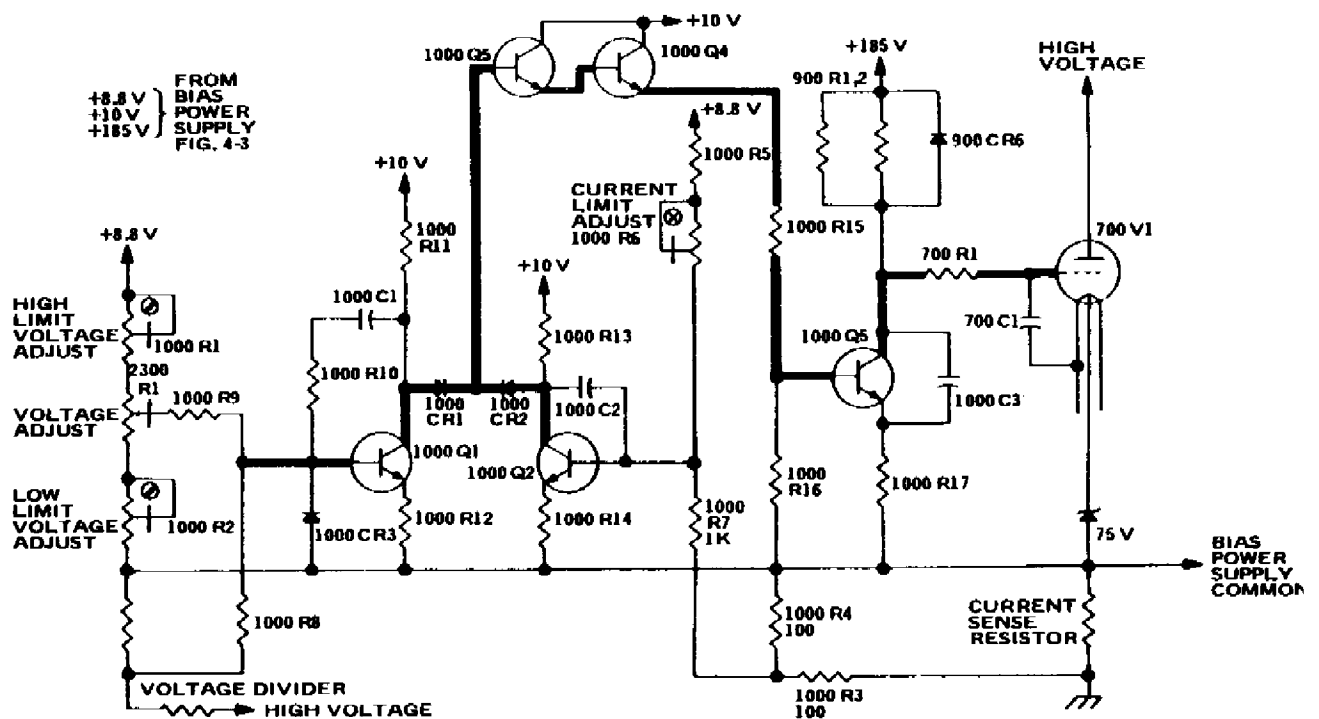 +10 V
1000 Q5
1000 Q4
+185 V
HIGH
VOLTAGE
+8.8 V
+10 V
+185 V
FROM
BIAS
POWER
SUPPLY
FIG. 4-3
900 R1,2
900 CR6
+8.8 V
1000 R5
+10 V
CURRENT
LIMIT
ADJUST
1000 R6
1000 R15
700 V1
1000
R11
+8.8 V
+10 V
700 R1
HIGH
LIMIT
VOLTAGE
ADJUST
1000 R1
1000 C1
1000 R13
1000 Q5
700 C1
2300
R1
1000 R10
VOLTAGE
ADJUST
1000 R9
1000
CR1
1000
CR2
1000 C2
1000 C3
1000 Q1
1000 Q2
LOW
LIMIT
VOLTAGE
ADJUST
1000 R2
1000 CR3
1000 R12
1000 R14
1000
R7
1K
1000
R16
1000 R17
75 V
BIAS
POWER
SUPPLY
COMMON
1000 R8
1000 R4
100
CURRENT
SENSE
RESISTOR
1000 R3
100
VOLTAGE DIVIDER
HIGH VOLTAGE